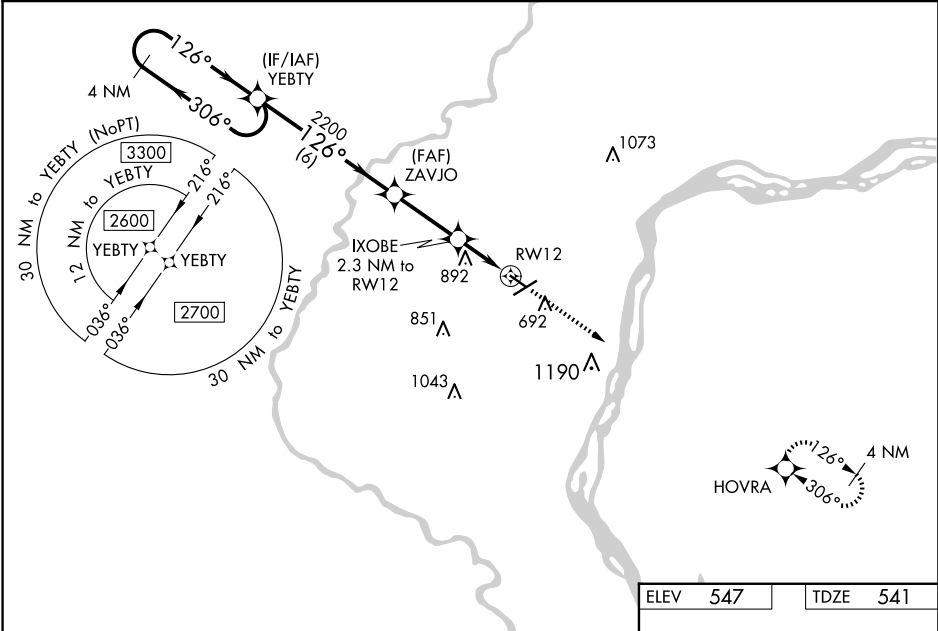 126°
4 NM
306°
(IF/IAF)
YEBTY
2200
126°
(6)
(FAF)
ZAVJO
1073
30 NM to YEBTY (NoPT)
3300
216°
216°
12 NM to YEBTY
2600
YEBTY
YEBTY
2700
036°
036°
30 NM to YEBTY
IXOBE
2.3 NM to
RW12
892
RW12
692
851
1043
1190
HOVRA
126°
306°
4 NM
ELEV 547
TDZE 541